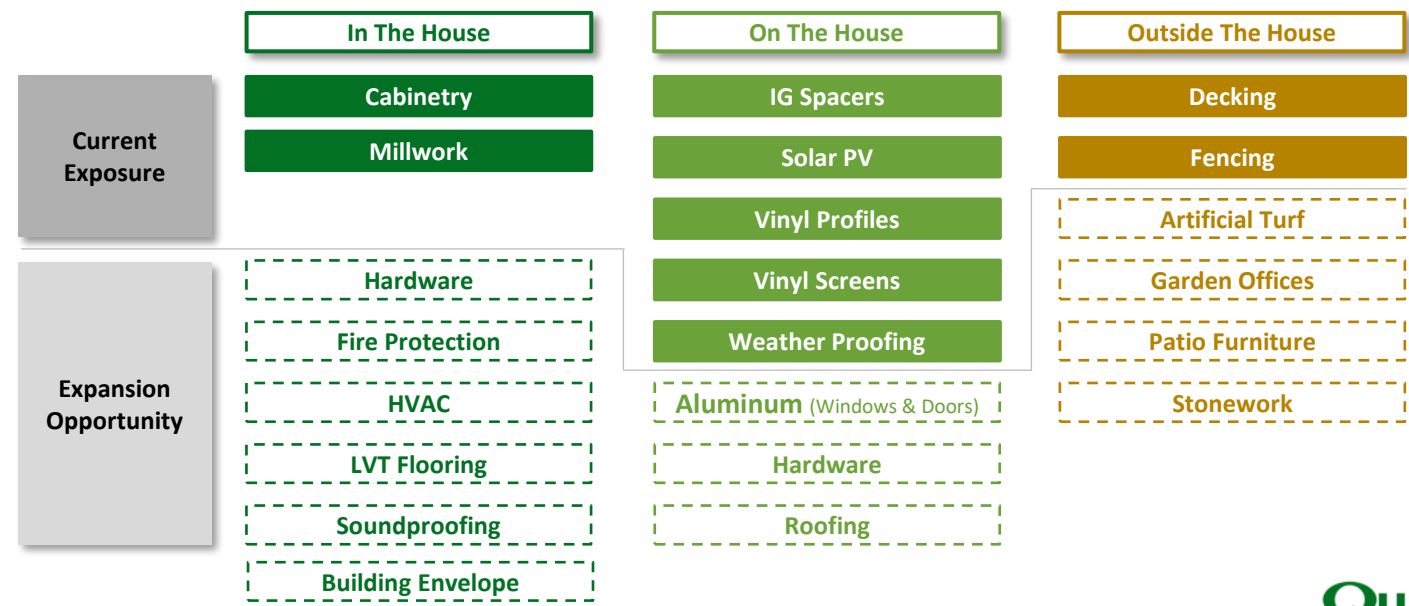 In The House
On The House
Outside The House
Current
Exposure
Cabinetry
Millwork
IG Spacers
Solar PV
Vinyl Profiles
Vinyl Screens
Weather Proofing
Decking
Fencing
Expansion
Opportunity
Hardware
Fire Protection
HVAC
LVT Flooring
Soundproofing
Building Envelope
Aluminum (Windows & Doors)
Hardware
Roofing
Artificial Turf
Garden Offices
Patio Furniture
Stonework